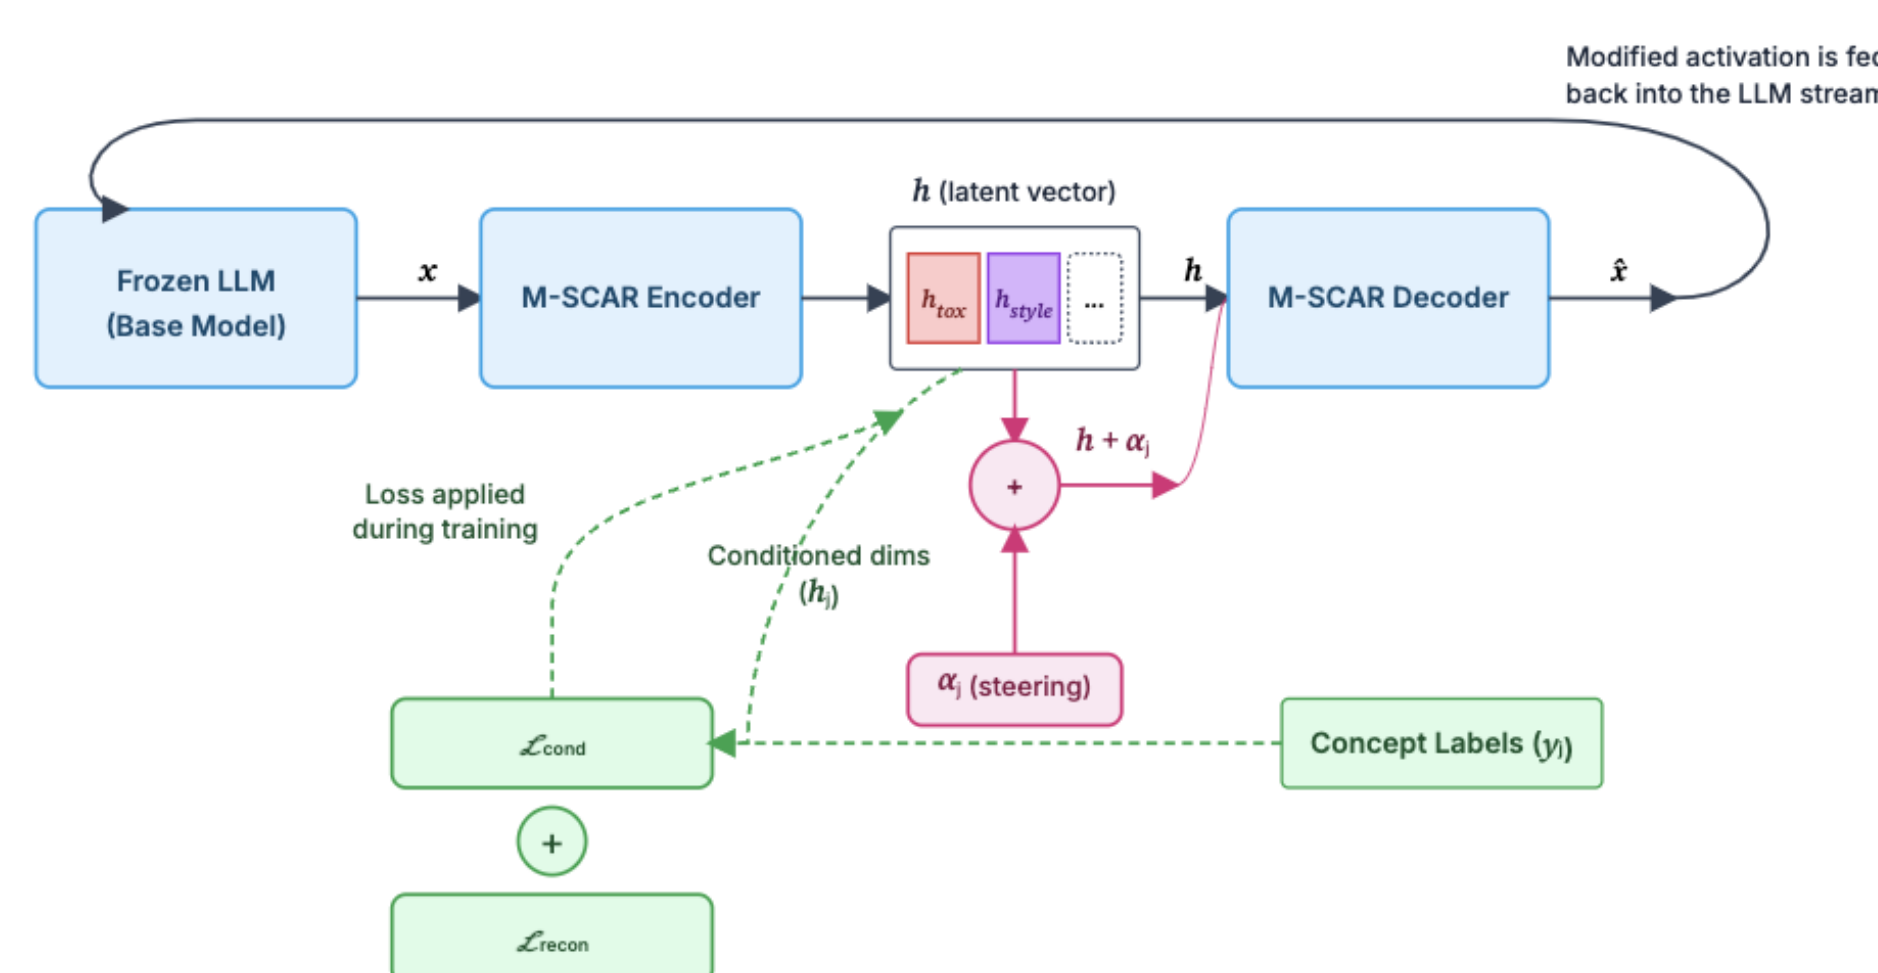 Modified activation is fed
back into the LLM stream
h (latent vector)
Frozen LLM
(Base Model)
x
M-SCAR Encoder
h_tox
h_style
...
h
M-SCAR Decoder
x̂
h + α_j
+
Loss applied
during training
Conditioned dims
(h_j)
α_j (steering)
ℒcond
Concept Labels (y_j)
+
ℒrecon